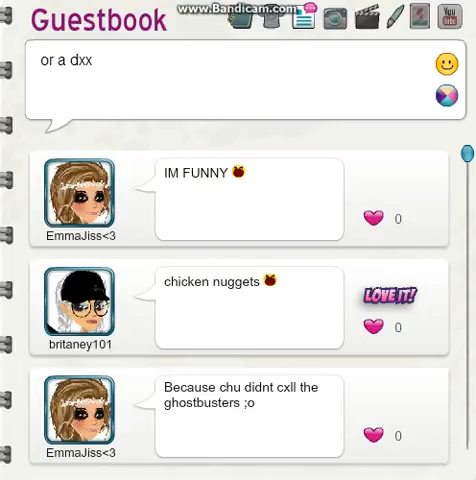 www.Bandicam.com
Guestbook
You
or a dxx
IM FUNNY
0
EmmaJiss<3
chicken nuggets
LOVE IT!
0
britaney101
Because chu didnt cxll the
ghostbusters ;o
0
EmmaJiss<3